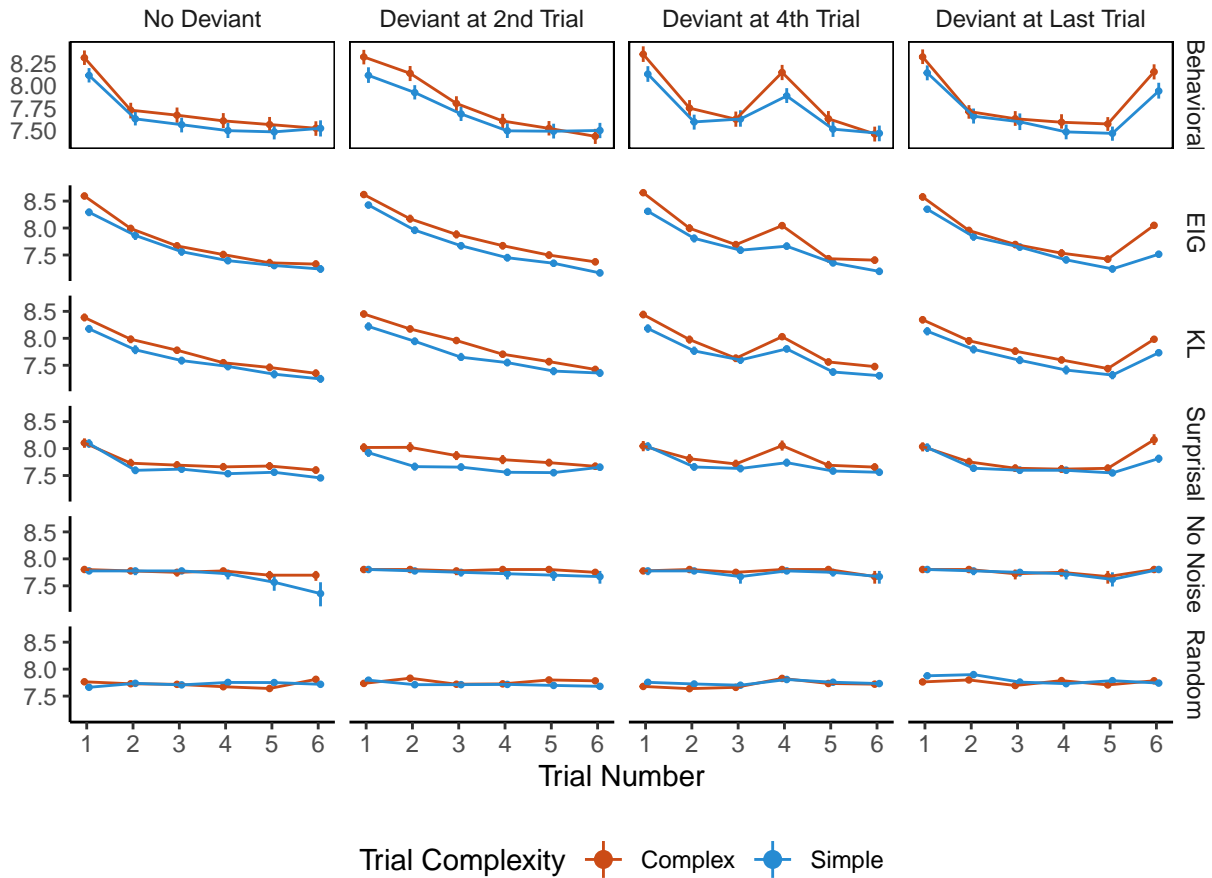 No Deviant Deviant at 2nd Trial Deviant at 4th Trial Deviant at Last Trial
8.25
8.00
7.75
7.50
Behavioral
8.5
8.0
7.5
EIG
8.5
8.0
7.5
KL
8.5
8.0
7.5
Surprisal
8.5
8.0
7.5
No Noise
8.5
8.0
7.5
Random
1 2 3 4 5 6 1 2 3 4 5 6 1 2 3 4 5 6 1 2 3 4 5 6
Trial Number
Trial Complexity Complex Simple